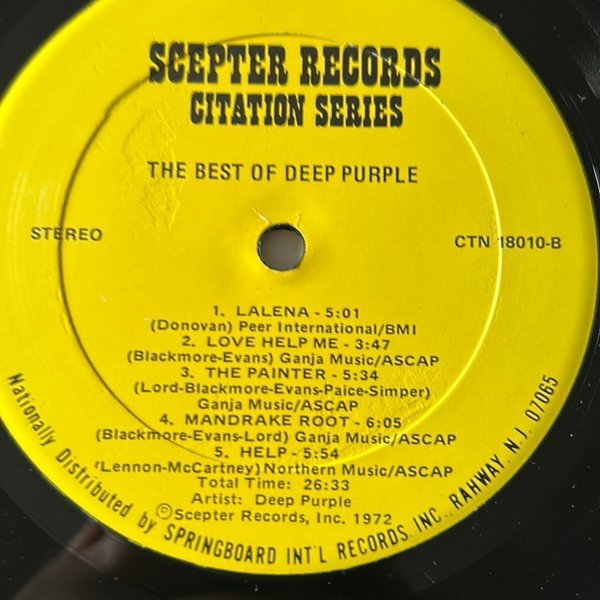 SCEPTER RECORDS
CITATION SERIES
THE BEST OF DEEP PURPLE
STEREO
CTN 18010-B
1. LALENA - 5:01
(Donovan) Peer International/BMI
2. LOVE HELP ME - 3:47
(Blackmore-Evans) Ganja Music/ASCAP
3. THE PAINTER - 5:34
(Lord-Blackmore-Evans-Paice-Simper)
Ganja Music/ASCAP
4. MANDRAKE ROOT - 6:05
(Blackmore-Evans-Lord) Ganja Music/ASCAP
5. HELP - 5:54
(Lennon-McCartney) Northern Music/ASCAP
Total Time: 26:33
Artist: Deep Purple
©Scepter Records, Inc. 1972
Nationally Distributed by SPRINGBOARD INT'L RECORDS, INC., RAHWAY, N.J. 07065